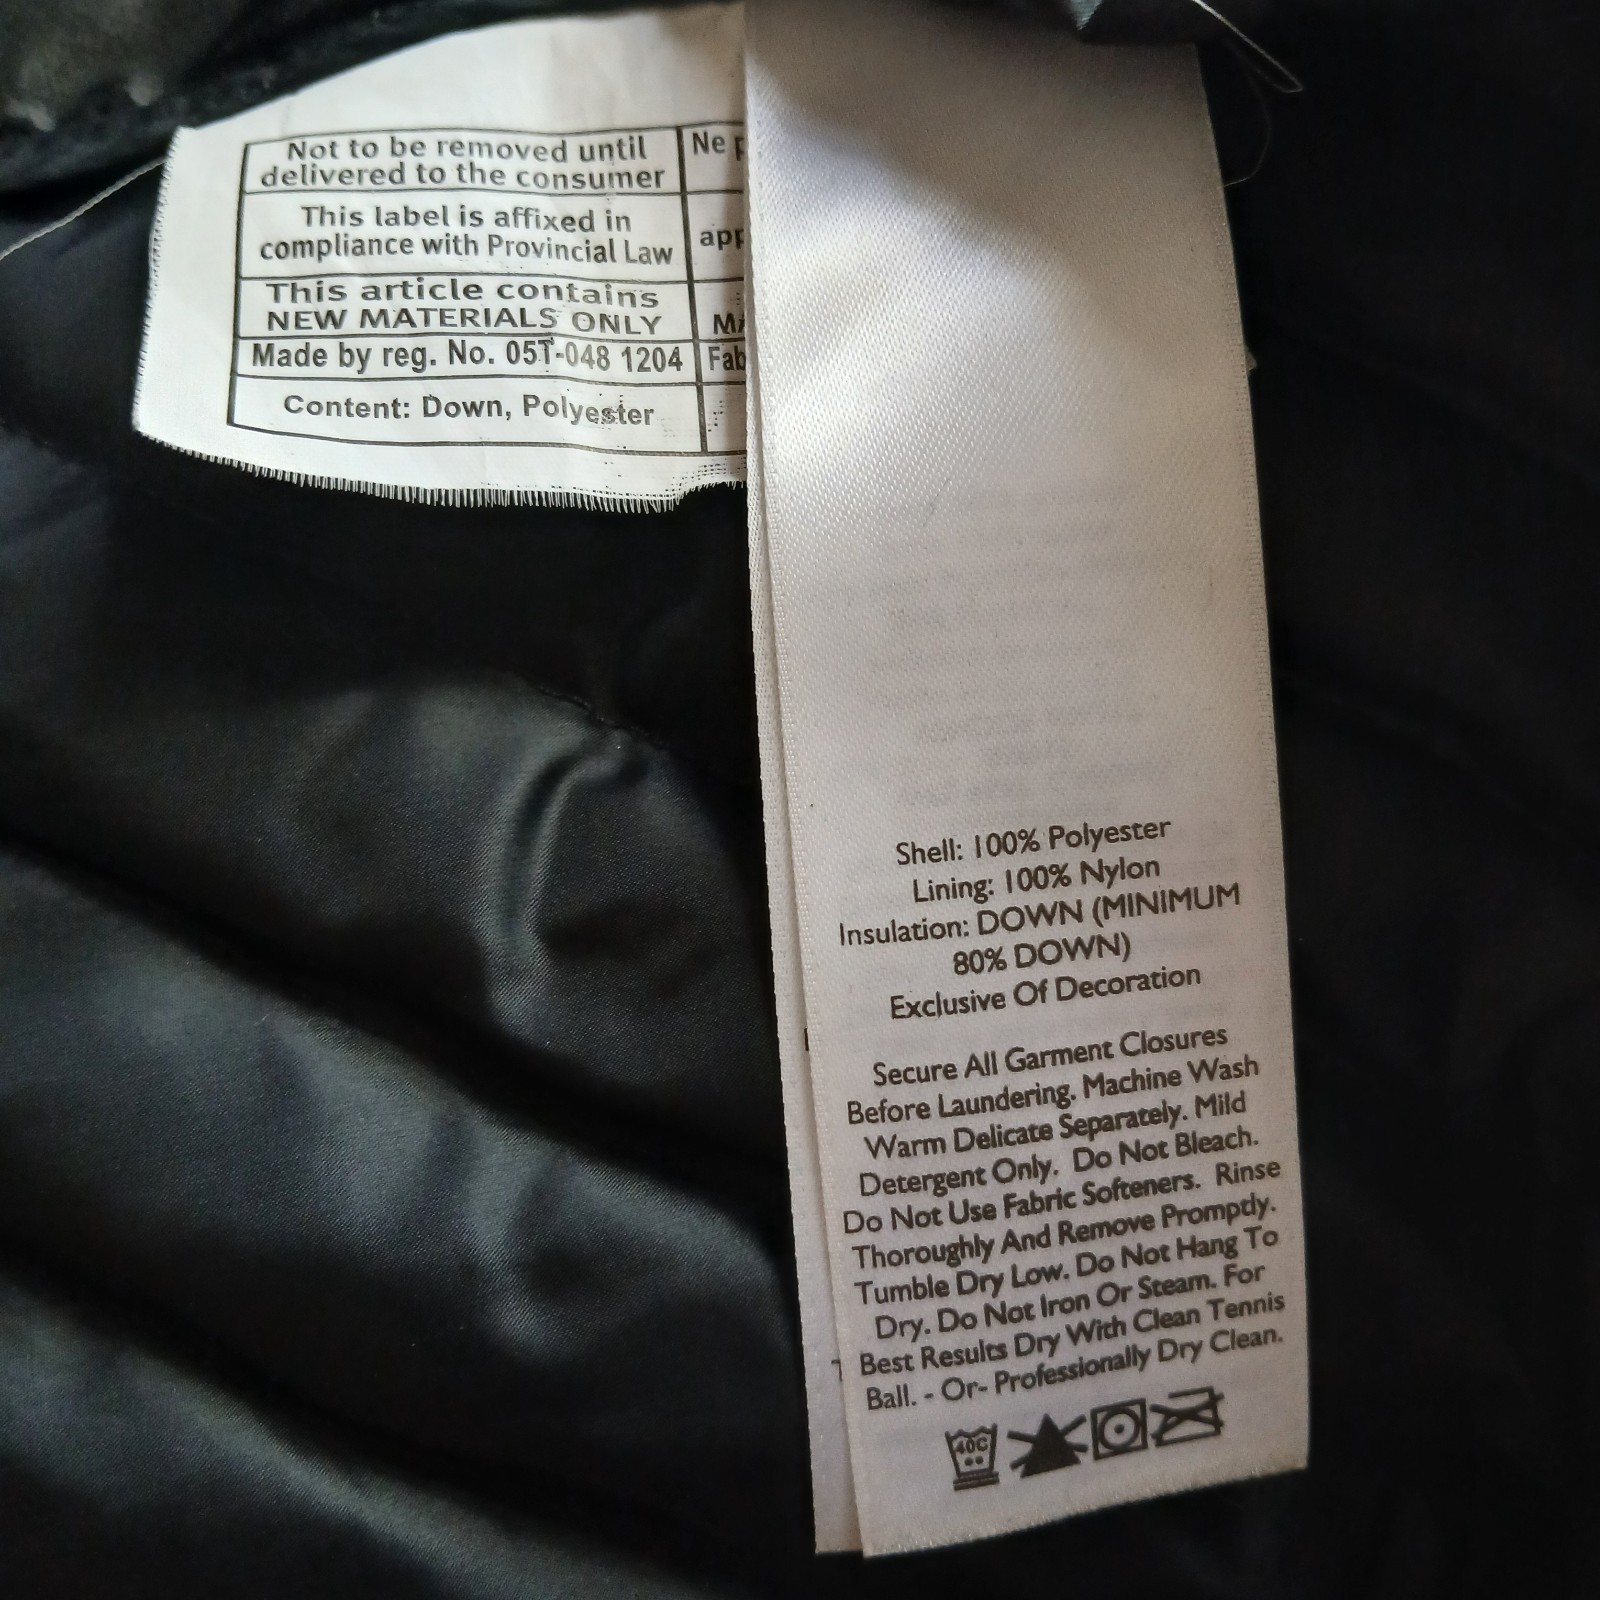 Not to be removed until
delivered to the consumer
This label is affixed in
compliance with Provincial Law
This article contains
NEW MATERIALS ONLY
Made by reg. No. 05T-048 1204
Content: Down, Polyester
Ne
Shell: 100% Polyester
Lining: 100% Nylon
Insulation: DOWN (MINIMUM
80% DOWN)
Exclusive Of Decoration
Secure All Garment Closures
Before Laundering. Machine Wash
Warm Delicate Separately. Mild
Detergent Only. Do Not Bleach.
Do Not Use Fabric Softeners. Rinse
Thoroughly And Remove Promptly.
Tumble Dry Low. Do Not Hang To
Dry. Do Not Iron Or Steam. For
Best Results Dry With Clean Tennis
Ball. - Or- Professionally Dry Clean.
40C